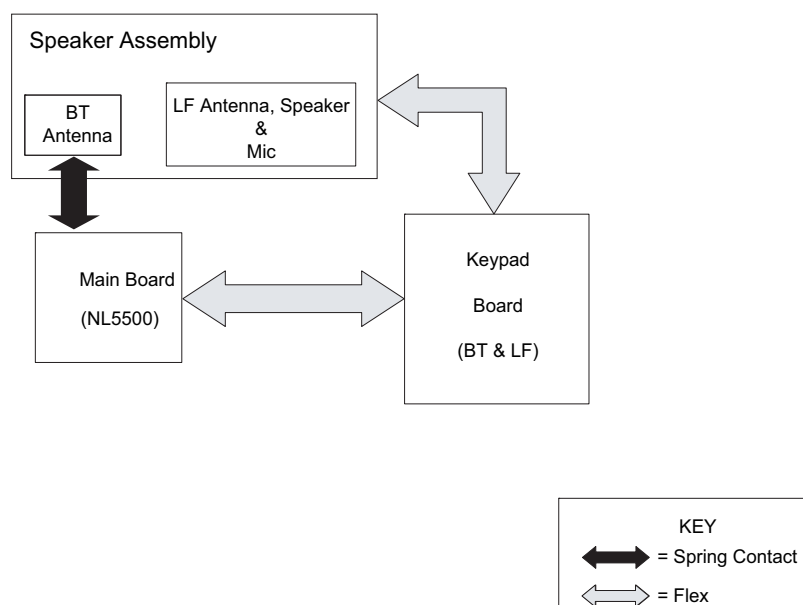 Speaker Assembly
BT
Antenna
LF Antenna, Speaker
&
Mic
Main Board
(NL5500)
Keypad
Board
(BT & LF)
KEY
= Spring Contact
= Flex